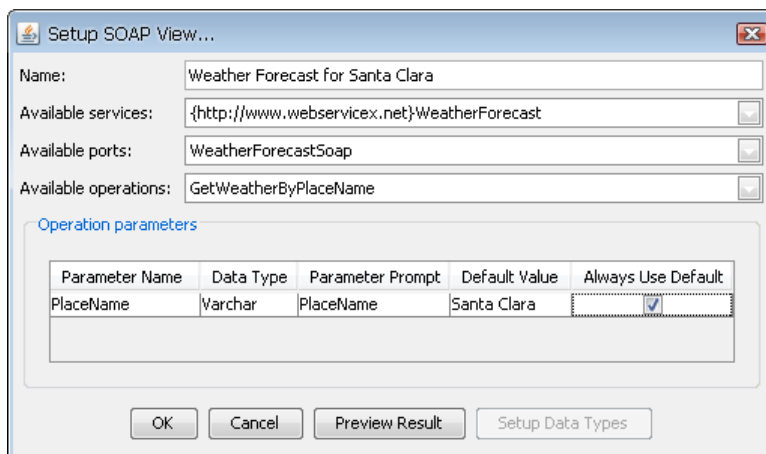 Setup SOAP View...
Name: Weather Forecast for Santa Clara
Available services: {http://www.webservicex.net}WeatherForecast
Available ports: WeatherForecastSoap
Available operations: GetWeatherByPlaceName
Operation parameters
Parameter Name Data Type Parameter Prompt Default Value Always Use Default
PlaceName Varchar PlaceName Santa Clara
OK Cancel Preview Result Setup Data Types